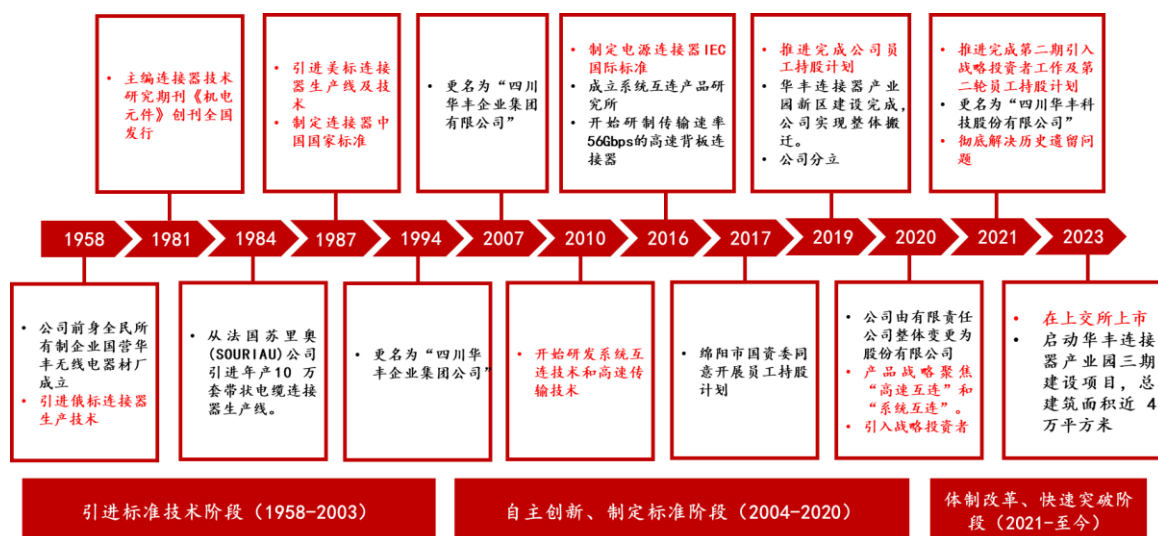 • 主编连接器技术
研究期刊《机电
元件》创刊全国
发行
• 引进美标连接
器生产线及技
术
• 制定连接器中
国国家标准
• 更名为“四川
华丰企业集团
有限公司”
• 制定电源连接器IEC
国际标准
• 成立系统互连产品研
究所
• 开始研制传输速率
56Gbps的高速背板连
接器
• 推进完成公司员
工持股计划
• 华丰连接器产业
园新区建设完成，
公司实现整体搬
迁。
• 公司分立
• 推进完成第二期引入
战略投资者工作及第
二轮员工持股计划
• 更名为“四川华丰科
技股份有限公司”
• 彻底解决历史遗留问
题
1958
1981
1984
1987
1994
2007
2010
2016
2017
2019
2020
2021
2023
• 公司前身全民所
有制企业国营华
丰无线电器材厂
成立
• 引进俄标连接器
生产技术
• 从法国苏里奥
(SOURIAU)公司
引进年产10 万
套带状电缆连接
器生产线。
• 更名为“四川华
丰企业集团公司”
• 开始研发系统互
连技术和高速传
输技术
• 绵阳市国资委同
意开展员工持股
计划
• 公司由有限责任
公司整体变更为
股份有限公司
• 产品战略聚焦
“高速互连”和
“系统互连”。
• 引入战略投资者
• 在上交所上市
• 启动华丰连接
器产业园三期
建设项目，总
建筑面积近 4
万平方米
引进标准技术阶段（1958-2003）
自主创新、制定标准阶段（2004-2020）
体制改革、快速突破阶
段（2021-至今）